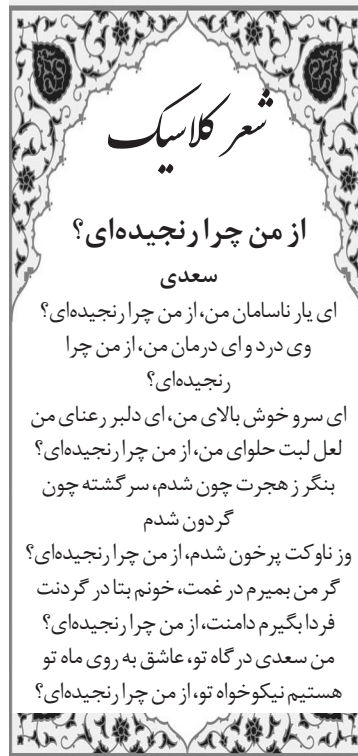 شعر کلاسیک
از من چرا رنجیده‌ای؟
سعدی
ای یار ناسامان من، از من چرا رنجیده‌ای؟
وی درد و ای درمان من، از من چرا
رنجیده‌ای؟
ای سرو خوش بالای من، ای دلبر رعنای من
لعل لبت حلوای من، از من چرا رنجیده‌ای؟
بنگر ز هجرت چون شدم، سرگشته چون
گردون شدم
وز ناوکت پرخون شدم، از من چرا رنجیده‌ای؟
گر من بمیرم در غمت، خونم بتا در گردنت
فردا بگیرم دامنت، از من چرا رنجیده‌ای؟
من سعدی درگاه تو، عاشق به روی ماه تو
هستیم نیکوخواه تو، از من چرا رنجیده‌ای؟